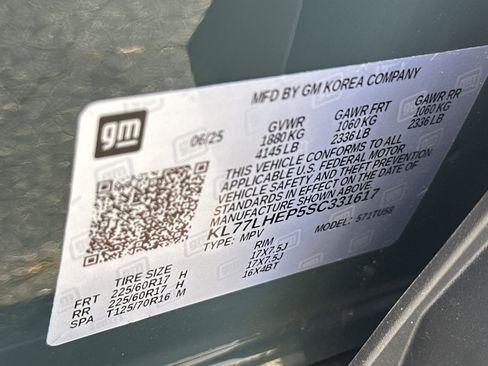 MFD BY GM KOREA COMPANY
gm
06/25
GVWR GAWR FRT GAWR RR
1880 KG 1060 KG 1060 KG
4145 LB 2336 LB 2336 LB
THIS VEHICLE CONFORMS TO ALL
APPLICABLE U.S. FEDERAL MOTOR
VEHICLE SAFETY AND THEFT PREVENTION
STANDARDS IN EFFECT ON THE DATE OF
MANUFACTURE SHOWN ABOVE
KL77LHEP5SC331617
TYPE: MPV MODEL: 571TU58
TIRE SIZE RIM
FRT 225/60R17 H 17X7.5J
RR 225/60R17 H 17X7.5J
SPA T125/70R16 M 16X4BT